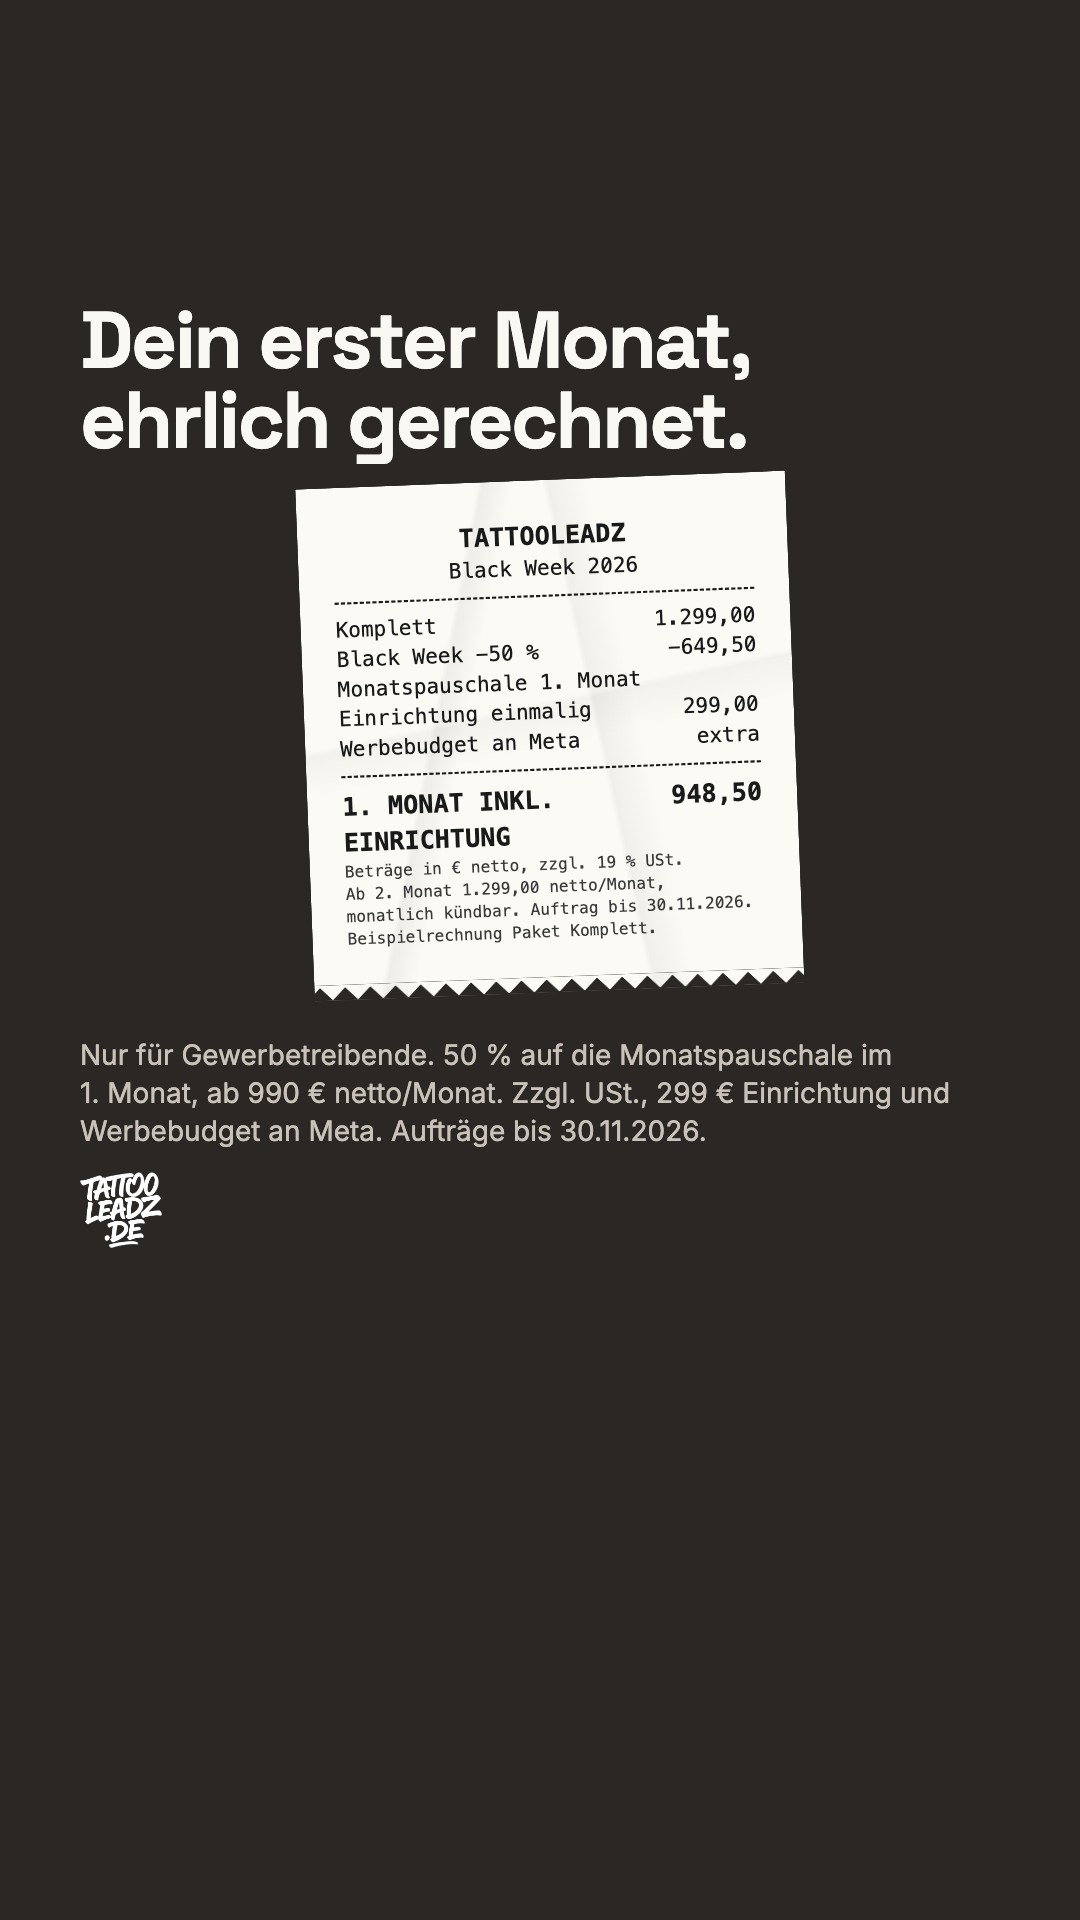 Dein erster Monat,
ehrlich gerechnet.
TATTOOLEADZ
Black Week 2026
Komplett 1.299,00
Black Week −50 % −649,50
Monatspauschale 1. Monat
Einrichtung einmalig 299,00
Werbebudget an Meta extra
1. MONAT INKL. 948,50
EINRICHTUNG
Beträge in € netto, zzgl. 19 % USt.
Ab 2. Monat 1.299,00 netto/Monat,
monatlich kündbar. Auftrag bis 30.11.2026.
Beispielrechnung Paket Komplett.
Nur für Gewerbetreibende. 50 % auf die Monatspauschale im
1. Monat, ab 990 € netto/Monat. Zzgl. USt., 299 € Einrichtung und
Werbebudget an Meta. Aufträge bis 30.11.2026.
TATTOO
LEADZ
.DE